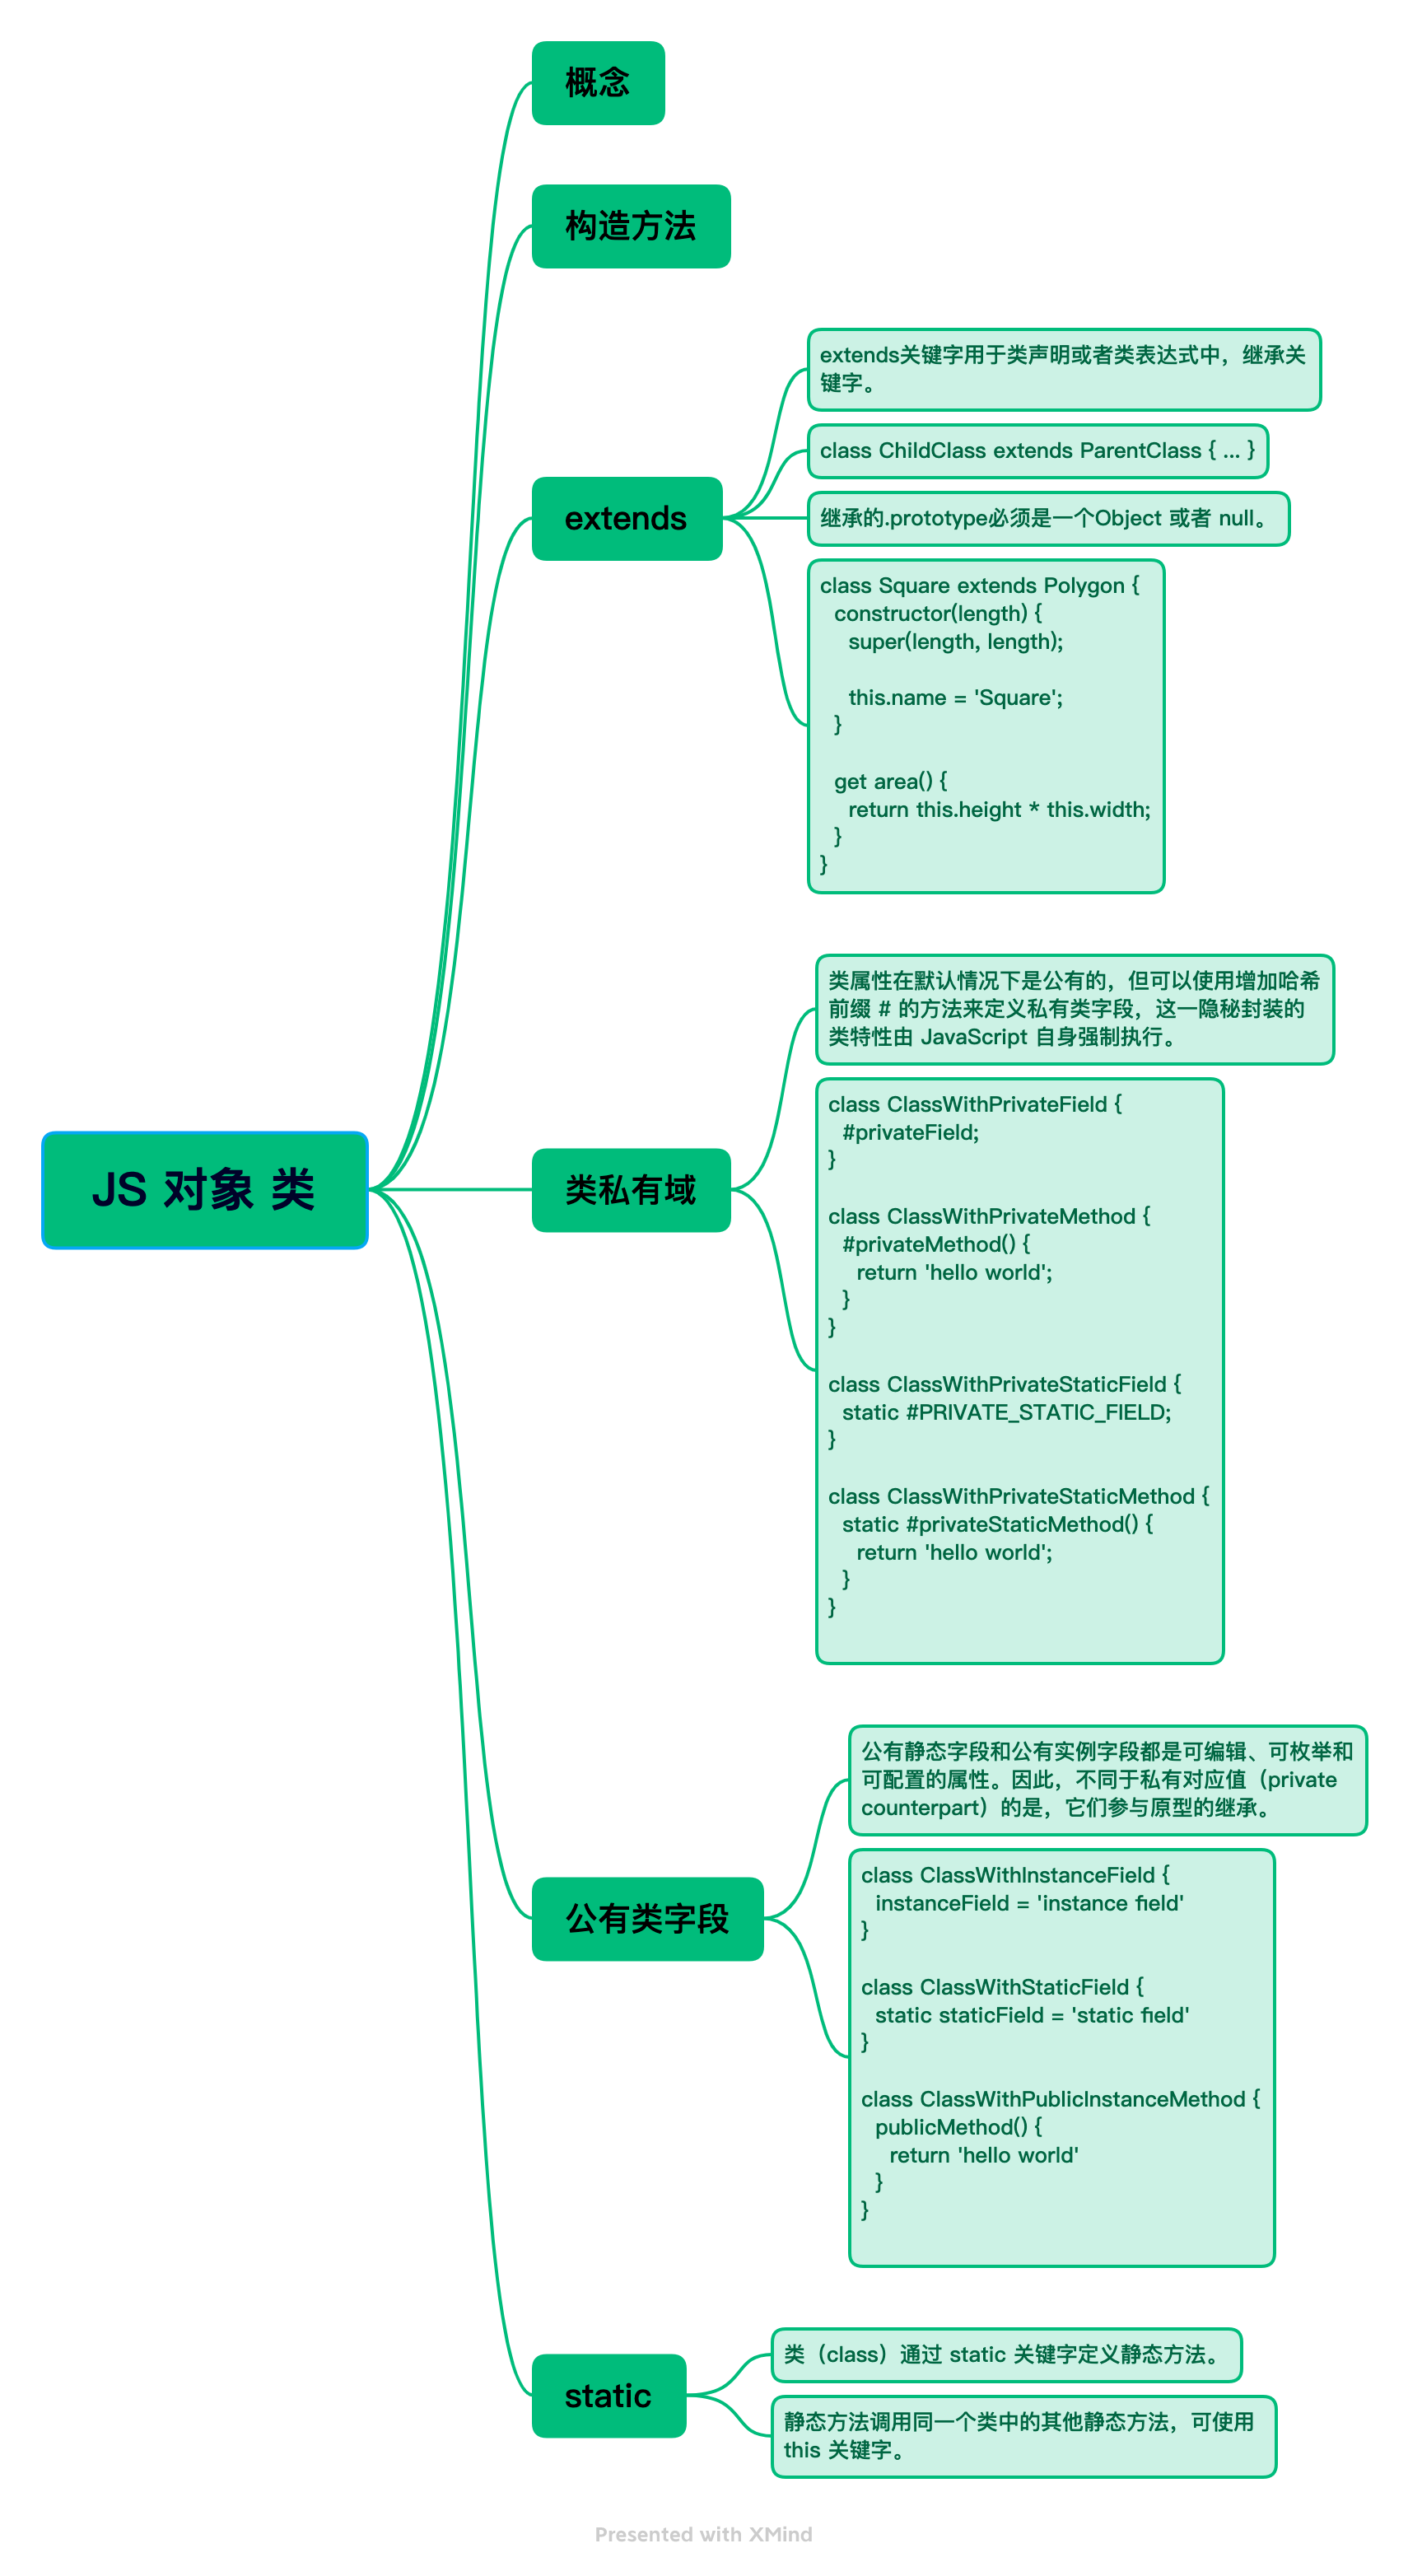 概念
构造方法
extends
extends关键字用于类声明或者类表达式中，继承关
键字。
class ChildClass extends ParentClass { ... }
继承的.prototype必须是一个Object 或者 null。
class Square extends Polygon {
  constructor(length) {
    super(length, length);

    this.name = 'Square';
  }

  get area() {
    return this.height * this.width;
  }
}
JS 对象 类
类私有域
类属性在默认情况下是公有的，但可以使用增加哈希
前缀 # 的方法来定义私有类字段，这一隐秘封装的
类特性由 JavaScript 自身强制执行。
class ClassWithPrivateField {
  #privateField;
}

class ClassWithPrivateMethod {
  #privateMethod() {
    return 'hello world';
  }
}

class ClassWithPrivateStaticField {
  static #PRIVATE_STATIC_FIELD;
}

class ClassWithPrivateStaticMethod {
  static #privateStaticMethod() {
    return 'hello world';
  }
}
公有类字段
公有静态字段和公有实例字段都是可编辑、可枚举和
可配置的属性。因此，不同于私有对应值（private
counterpart）的是，它们参与原型的继承。
class ClassWithInstanceField {
  instanceField = 'instance field'
}

class ClassWithStaticField {
  static staticField = 'static field'
}

class ClassWithPublicInstanceMethod {
  publicMethod() {
    return 'hello world'
  }
}
static
类（class）通过 static 关键字定义静态方法。
静态方法调用同一个类中的其他静态方法，可使用
this 关键字。
Presented with XMind